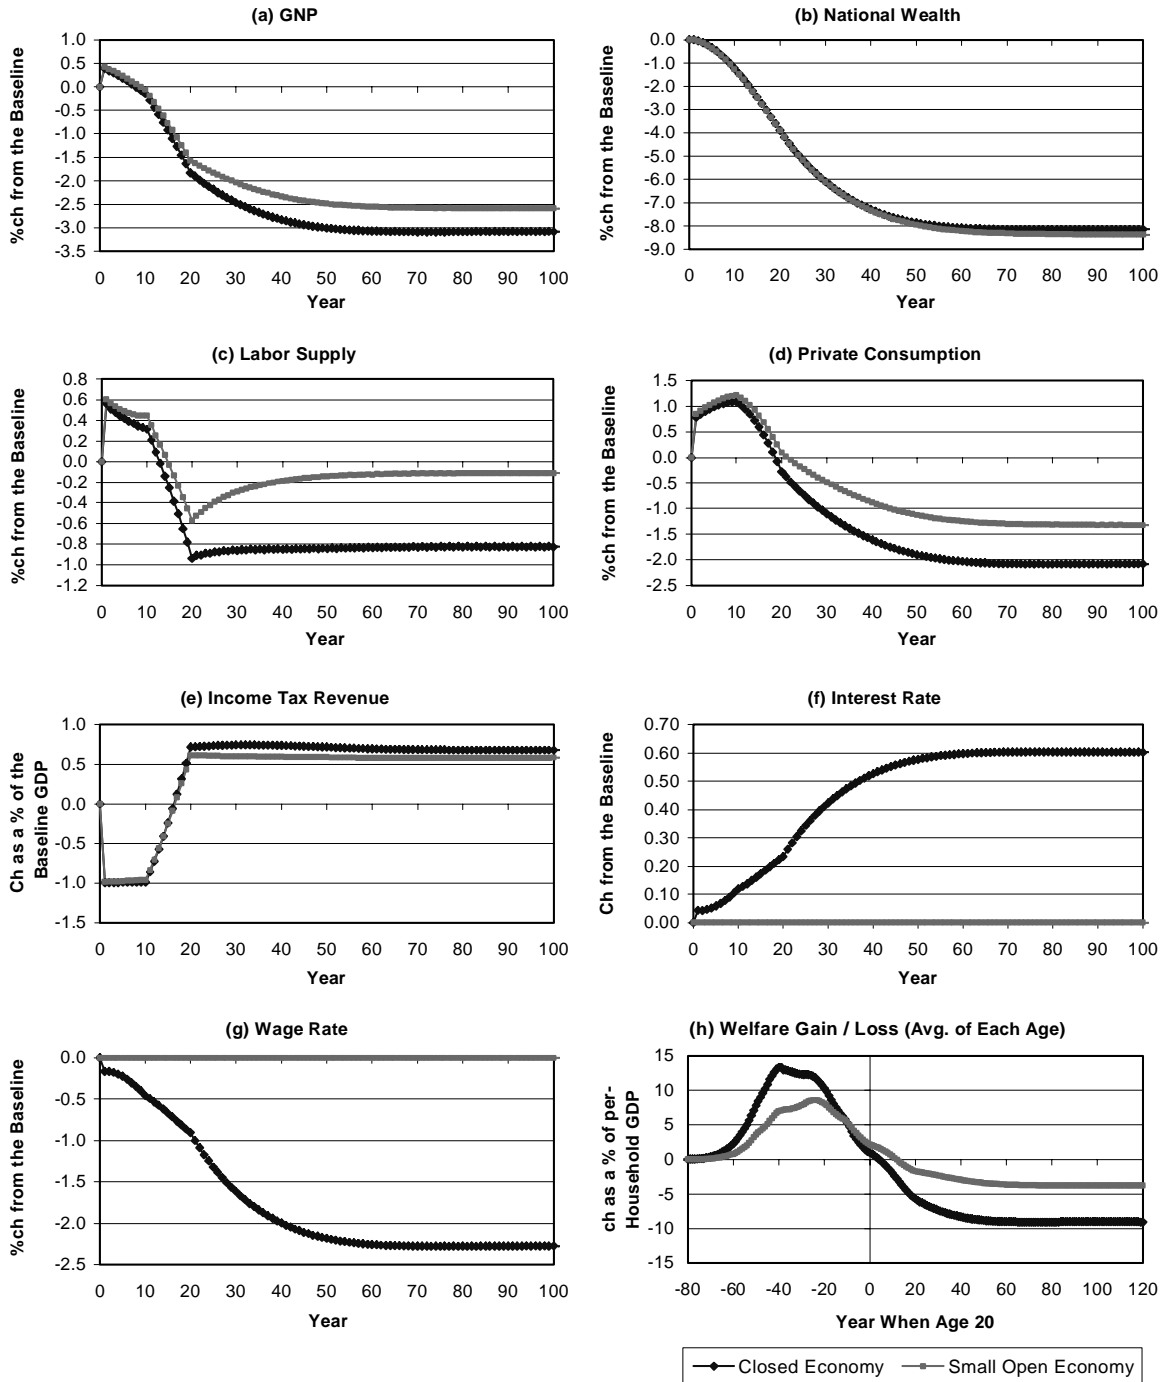 (a) GNP
%ch from the Baseline
1.0
0.5
0.0
-0.5
-1.0
-1.5
-2.0
-2.5
-3.0
-3.5
0 10 20 30 40 50 60 70 80 90 100
Year
(b) National Wealth
%ch from the Baseline
0.0
-1.0
-2.0
-3.0
-4.0
-5.0
-6.0
-7.0
-8.0
-9.0
0 10 20 30 40 50 60 70 80 90 100
Year
(c) Labor Supply
%ch from the Baseline
0.8
0.6
0.4
0.2
0.0
-0.2
-0.4
-0.6
-0.8
-1.0
-1.2
0 10 20 30 40 50 60 70 80 90 100
Year
(d) Private Consumption
%ch from the Baseline
1.5
1.0
0.5
0.0
-0.5
-1.0
-1.5
-2.0
-2.5
0 10 20 30 40 50 60 70 80 90 100
Year
(e) Income Tax Revenue
Ch as a % of the
Baseline GDP
1.0
0.5
0.0
-0.5
-1.0
-1.5
0 10 20 30 40 50 60 70 80 90 100
Year
(f) Interest Rate
Ch from the Baseline
0.70
0.60
0.50
0.40
0.30
0.20
0.10
0.00
0 10 20 30 40 50 60 70 80 90 100
Year
(g) Wage Rate
%ch from the Baseline
0.0
-0.5
-1.0
-1.5
-2.0
-2.5
0 10 20 30 40 50 60 70 80 90 100
Year
(h) Welfare Gain / Loss (Avg. of Each Age)
ch as a % of per-
Household GDP
15
10
5
0
-5
-10
-15
-80 -60 -40 -20 0 20 40 60 80 100 120
Year When Age 20
Closed Economy Small Open Economy